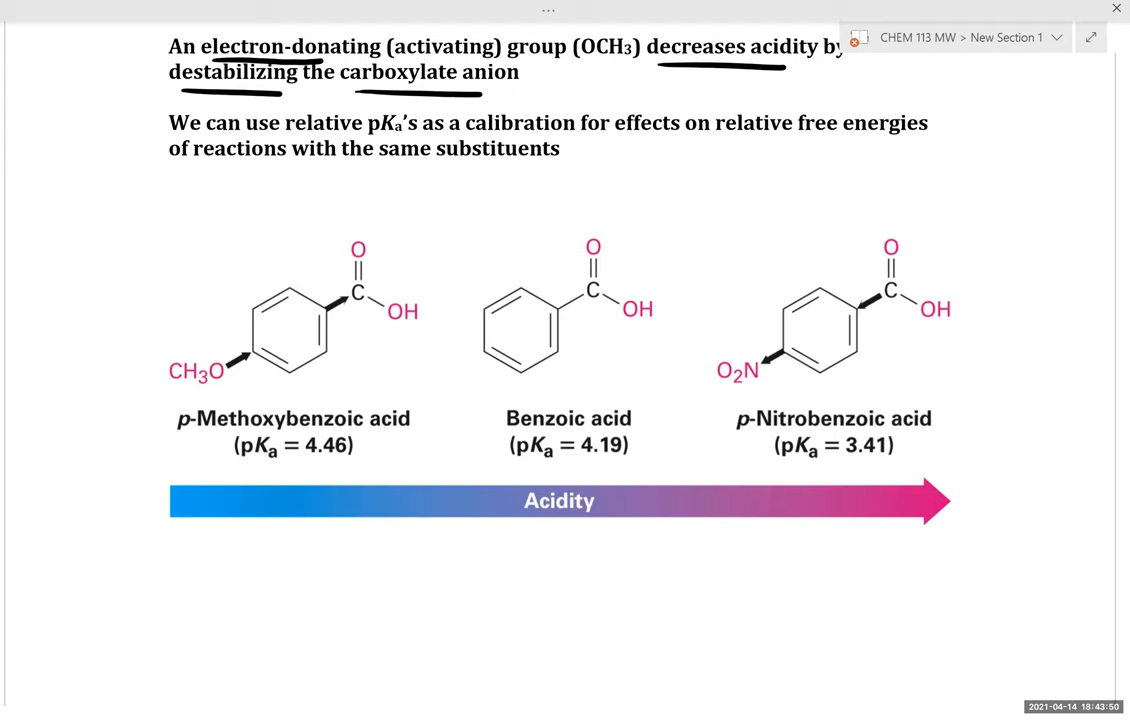 CHEM 113 MW > New Section 1
An electron-donating (activating) group (OCH₃) decreases acidity by
destabilizing the carboxylate anion
We can use relative pKₐ's as a calibration for effects on relative free energies
of reactions with the same substituents
O
C
OH
CH₃O
p-Methoxybenzoic acid
(pKₐ = 4.46)
O
C
OH
Benzoic acid
(pKₐ = 4.19)
O
C
OH
O₂N
p-Nitrobenzoic acid
(pKₐ = 3.41)
Acidity
2021-04-14 18:43:50